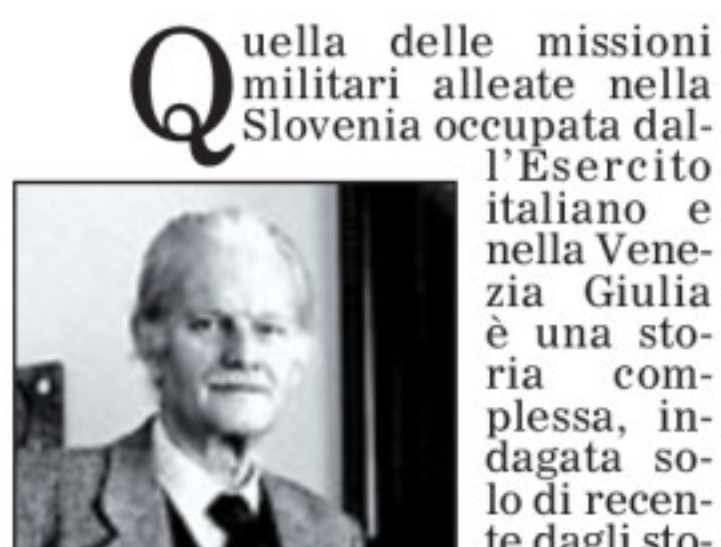 Quella delle missioni
militari alleate nella
Slovenia occupata dal-
l'Esercito
italiano e
nella Vene-
zia Giulia
è una sto-
ria com-
plessa, in-
dagata so-
lo di recen-
te dagli sto-